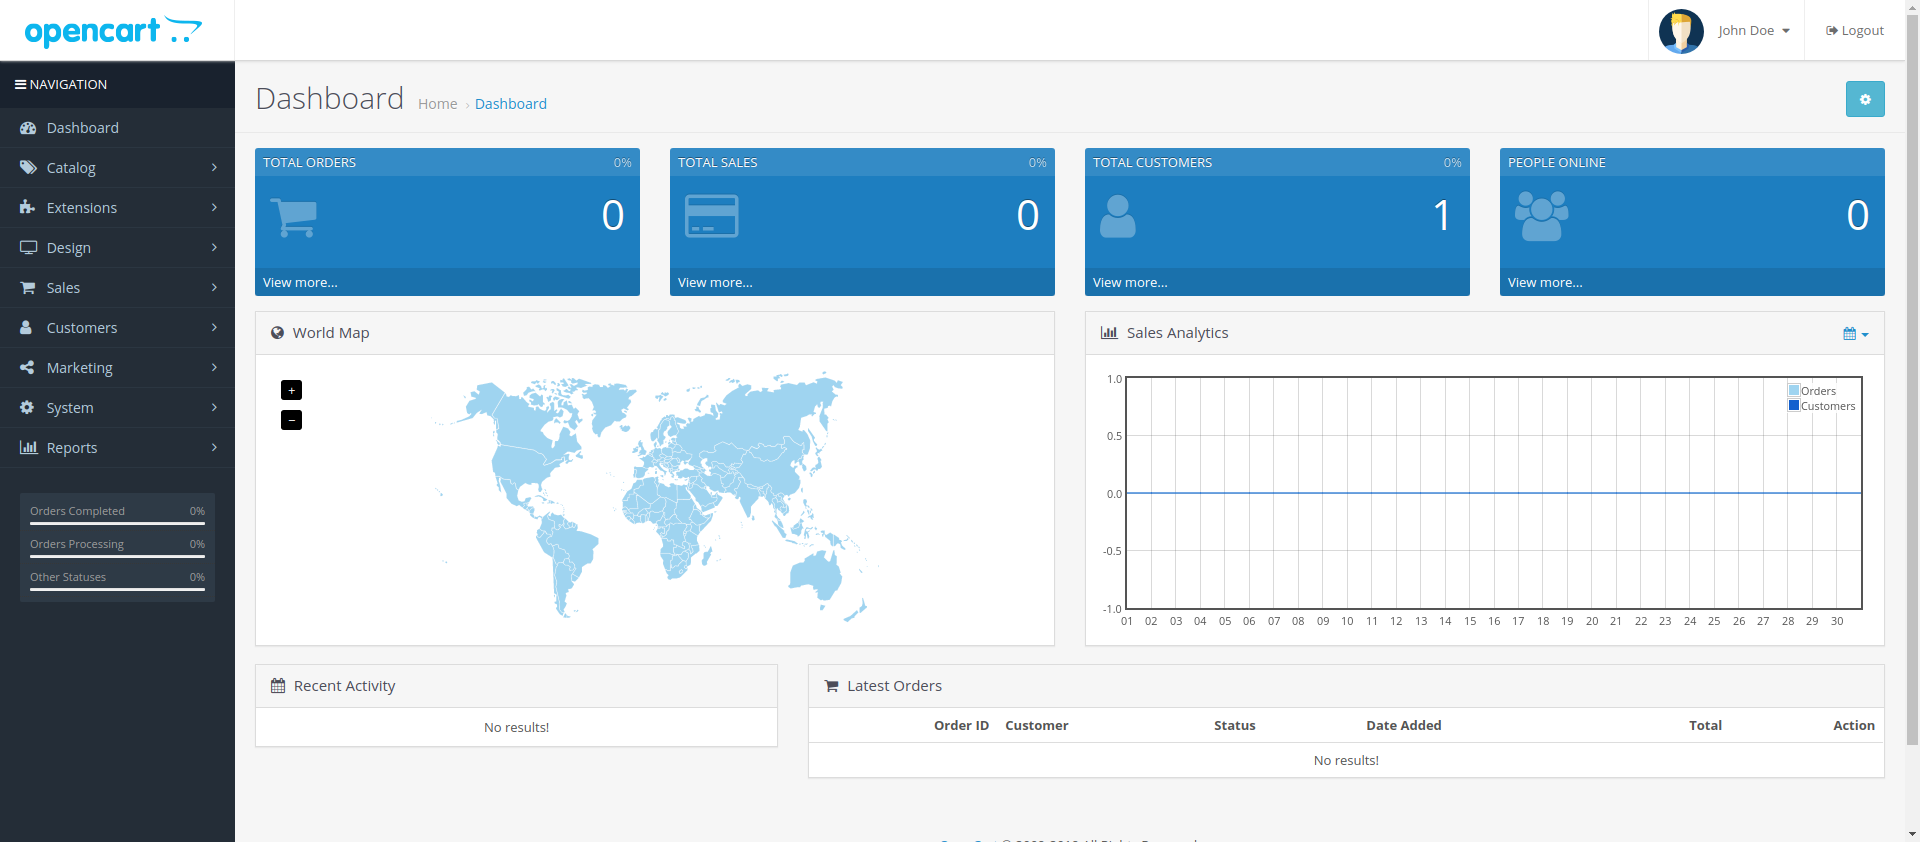 opencart
John Doe
Logout
NAVIGATION
Dashboard
Catalog
Extensions
Design
Sales
Customers
Marketing
System
Reports
Orders Completed 0%
Orders Processing 0%
Other Statuses 0%
Dashboard Home › Dashboard
TOTAL ORDERS 0%
0
View more...
TOTAL SALES 0%
0
View more...
TOTAL CUSTOMERS 0%
1
View more...
PEOPLE ONLINE
0
View more...
World Map
+
−
Sales Analytics
1.0
0.5
0.0
-0.5
-1.0
Orders
Customers
01 02 03 04 05 06 07 08 09 10 11 12 13 14 15 16 17 18 19 20 21 22 23 24 25 26 27 28 29 30
Recent Activity
No results!
Latest Orders
Order ID Customer Status Date Added Total Action
No results!